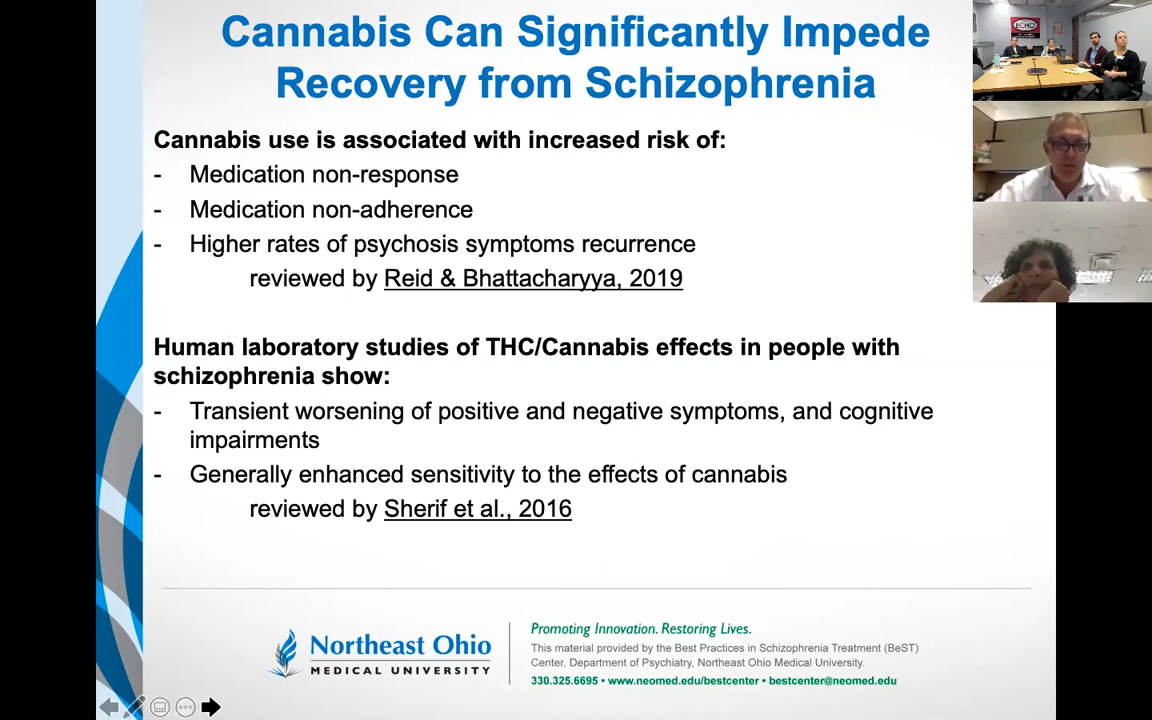 Cannabis Can Significantly Impede
Recovery from Schizophrenia
Cannabis use is associated with increased risk of:
- Medication non-response
- Medication non-adherence
- Higher rates of psychosis symptoms recurrence
reviewed by Reid & Bhattacharyya, 2019
Human laboratory studies of THC/Cannabis effects in people with
schizophrenia show:
- Transient worsening of positive and negative symptoms, and cognitive
impairments
- Generally enhanced sensitivity to the effects of cannabis
reviewed by Sherif et al., 2016
Northeast Ohio
MEDICAL UNIVERSITY
Promoting Innovation. Restoring Lives.
This material provided by the Best Practices in Schizophrenia Treatment (BeST)
Center, Department of Psychiatry, Northeast Ohio Medical University.
330.325.6695 • www.neomed.edu/bestcenter • bestcenter@neomed.edu
ECHO